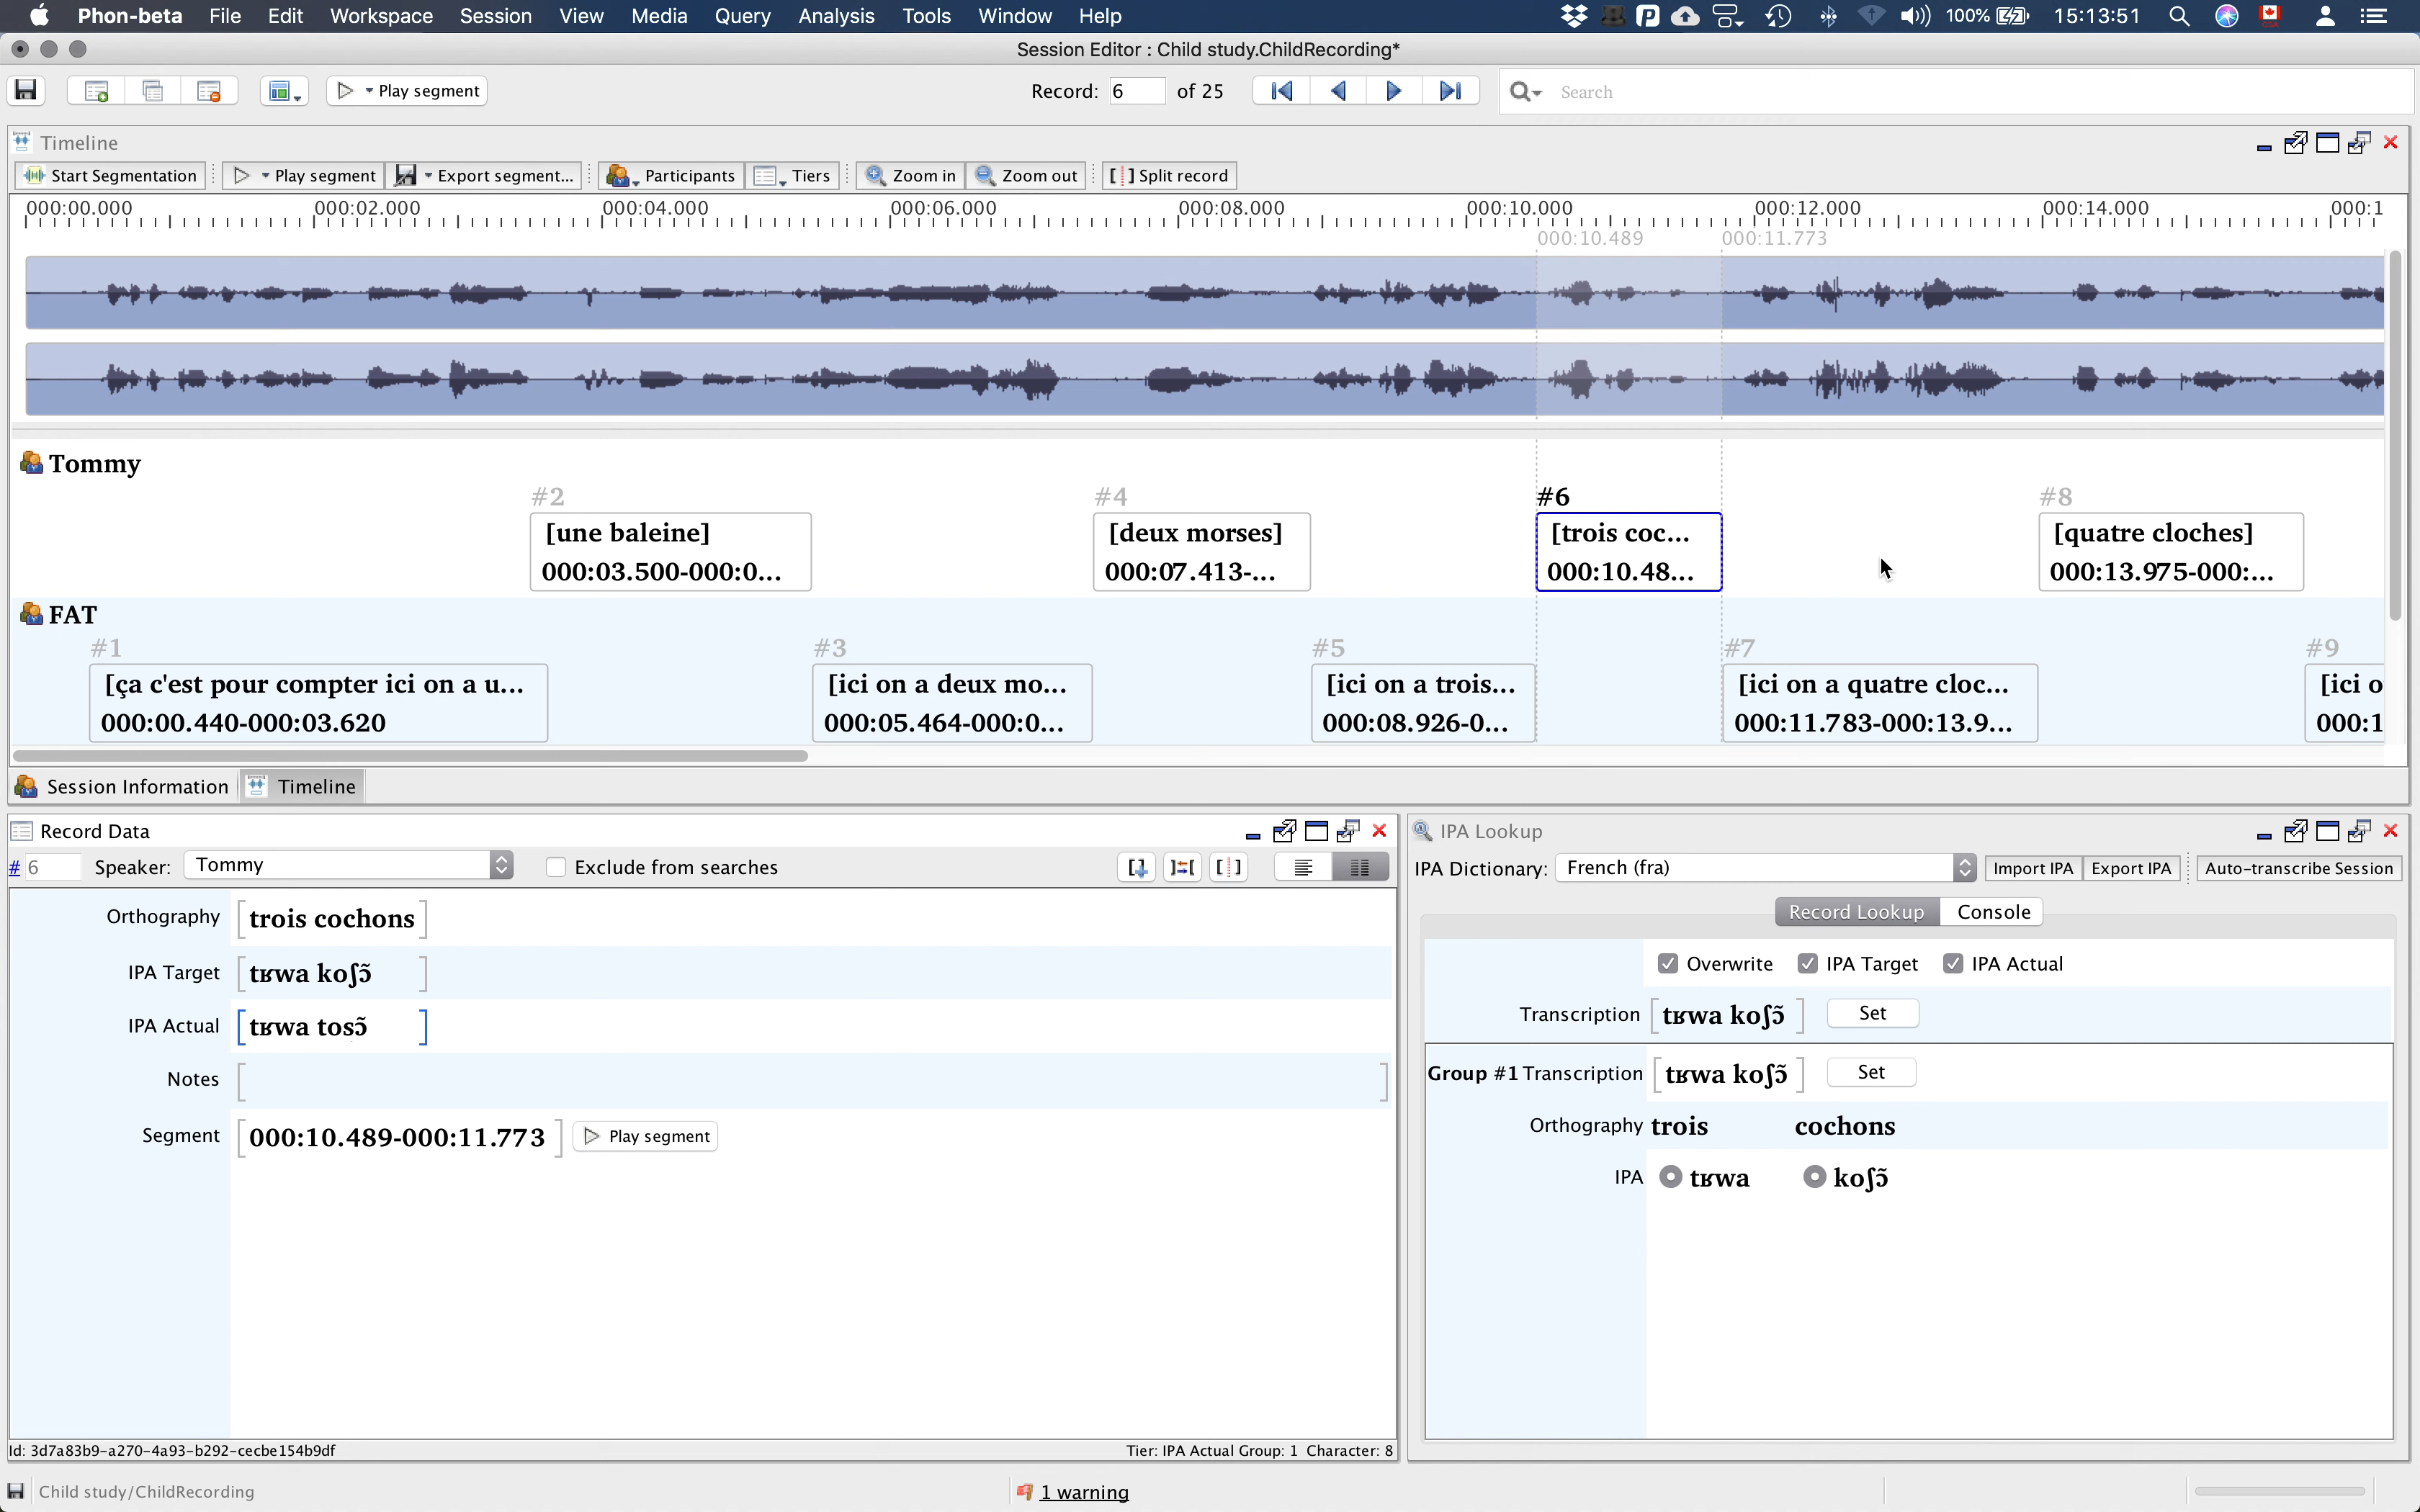 Phon-beta File Edit Workspace Session View Media Query Analysis Tools Window Help 100% 15:13:51
Session Editor : Child study.ChildRecording*
Play segment Record: 6 of 25 Search
Timeline
Start Segmentation Play segment Export segment... Participants Tiers Zoom in Zoom out Split record
000:00.000 000:02.000 000:04.000 000:06.000 000:08.000 000:10.000 000:12.000 000:14.000 000:1
000:10.489 000:11.773
Tommy
#2 #4 #6 #8
[une baleine] [deux morses] [trois coc... [quatre cloches]
000:03.500-000:0... 000:07.413-... 000:10.48... 000:13.975-000:...
FAT
#1 #3 #5 #7 #9
[ça c'est pour compter ici on a u... [ici on a deux mo... [ici on a trois... [ici on a quatre cloc... [ici o
000:00.440-000:03.620 000:05.464-000:0... 000:08.926-0... 000:11.783-000:13.9... 000:1
Session Information Timeline
Record Data
# 6 Speaker: Tommy Exclude from searches
Orthography [trois cochons]
IPA Target [tʁwa koʃɔ̃]
IPA Actual [tʁwa tosɔ̃]
Notes [ ]
Segment [000:10.489-000:11.773] Play segment
Id: 3d7a83b9-a270-4a93-b292-cecbe154b9df Tier: IPA Actual Group: 1 Character: 8
IPA Lookup
IPA Dictionary: French (fra) Import IPA Export IPA Auto-transcribe Session
Record Lookup Console
Overwrite IPA Target IPA Actual
Transcription [tʁwa koʃɔ̃] Set
Group #1 Transcription [tʁwa koʃɔ̃] Set
Orthography trois cochons
IPA tʁwa koʃɔ̃
Child study/ChildRecording 1 warning